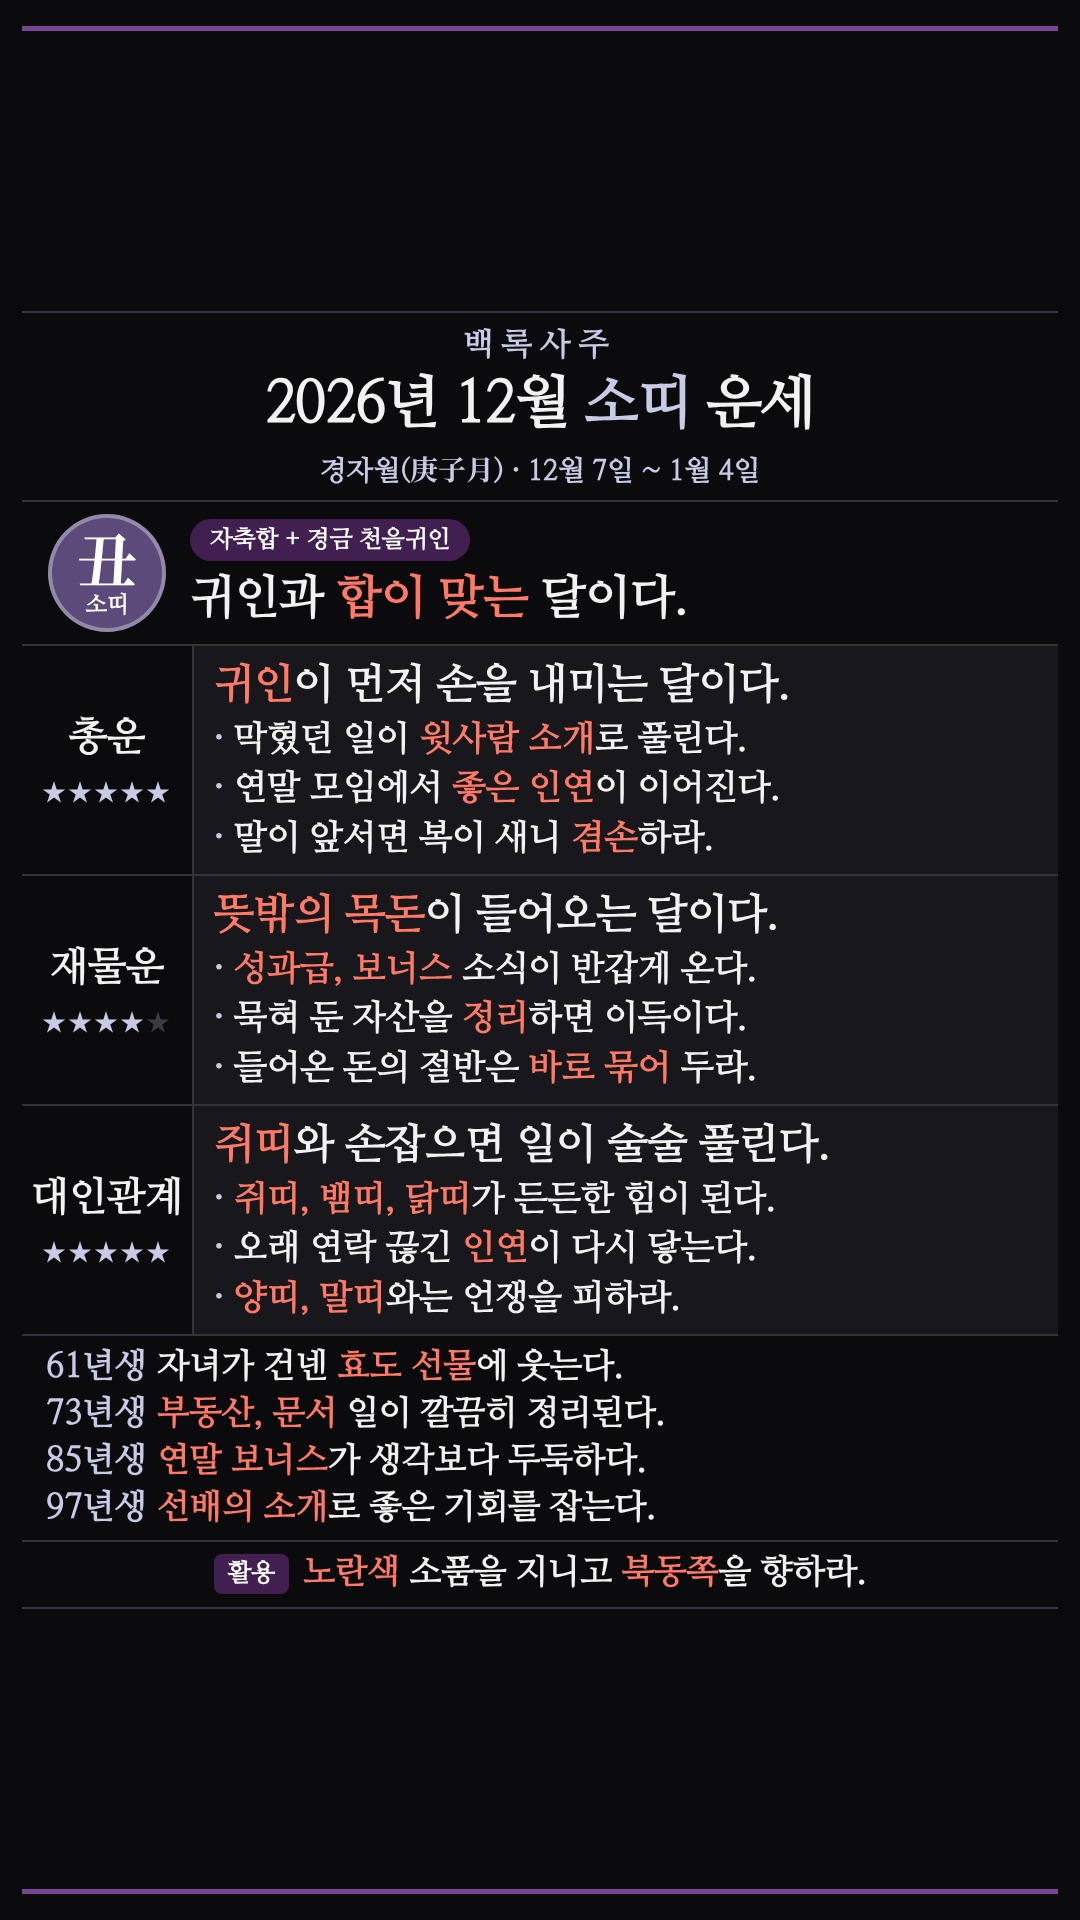 백록사주
2026년 12월 소띠 운세
경자월(庚子月) · 12월 7일 ~ 1월 4일
丑
소띠
자축합 + 경금 천을귀인
귀인과 합이 맞는 달이다.
총운
★★★★★
귀인이 먼저 손을 내미는 달이다.
· 막혔던 일이 윗사람 소개로 풀린다.
· 연말 모임에서 좋은 인연이 이어진다.
· 말이 앞서면 복이 새니 겸손하라.
재물운
★★★★★
뜻밖의 목돈이 들어오는 달이다.
· 성과급, 보너스 소식이 반갑게 온다.
· 묵혀 둔 자산을 정리하면 이득이다.
· 들어온 돈의 절반은 바로 묶어 두라.
대인관계
★★★★★
쥐띠와 손잡으면 일이 술술 풀린다.
· 쥐띠, 뱀띠, 닭띠가 든든한 힘이 된다.
· 오래 연락 끊긴 인연이 다시 닿는다.
· 양띠, 말띠와는 언쟁을 피하라.
61년생 자녀가 건넨 효도 선물에 웃는다.
73년생 부동산, 문서 일이 깔끔히 정리된다.
85년생 연말 보너스가 생각보다 두둑하다.
97년생 선배의 소개로 좋은 기회를 잡는다.
활용 노란색 소품을 지니고 북동쪽을 향하라.